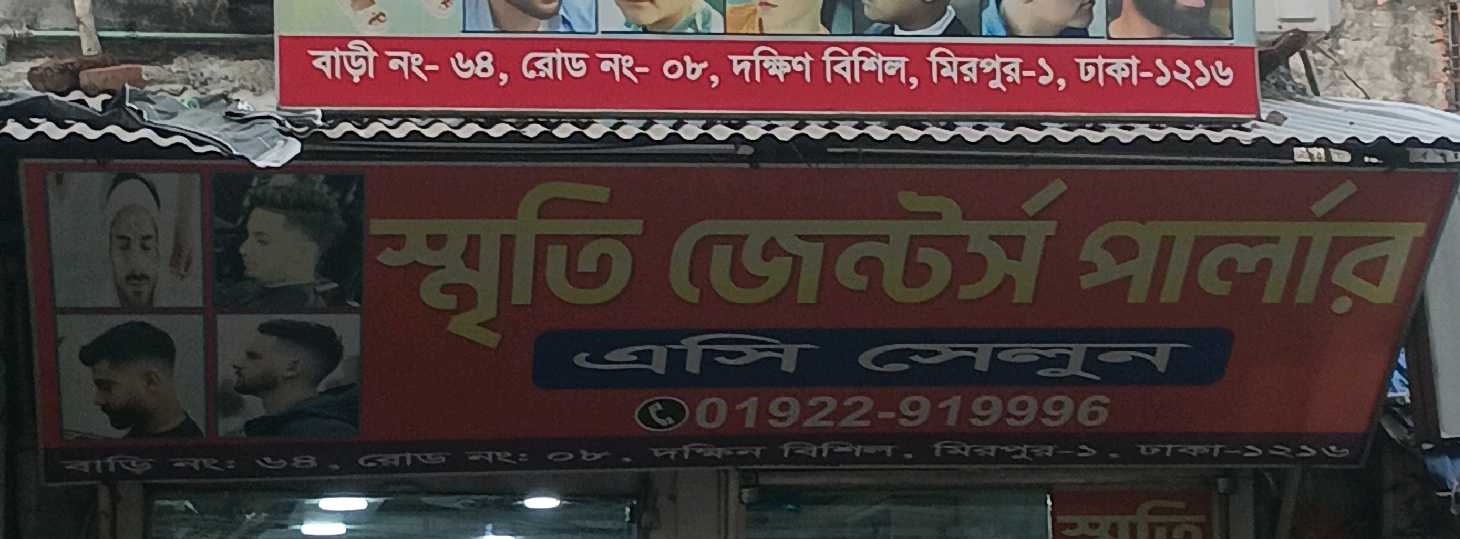 বাড়ী নং- ৬৪, রোড নং- ০৮, দক্ষিণ বিশিল, মিরপুর-১, ঢাকা-১২১৬
স্মৃতি জেন্টর্স পার্লার
এসি সেলুন
01922-919996
বাড়ি নং: ৬৪, রোড নং: ০৮, দক্ষিন বিশিল, মিরপুর-১, ঢাকা-১২১৬